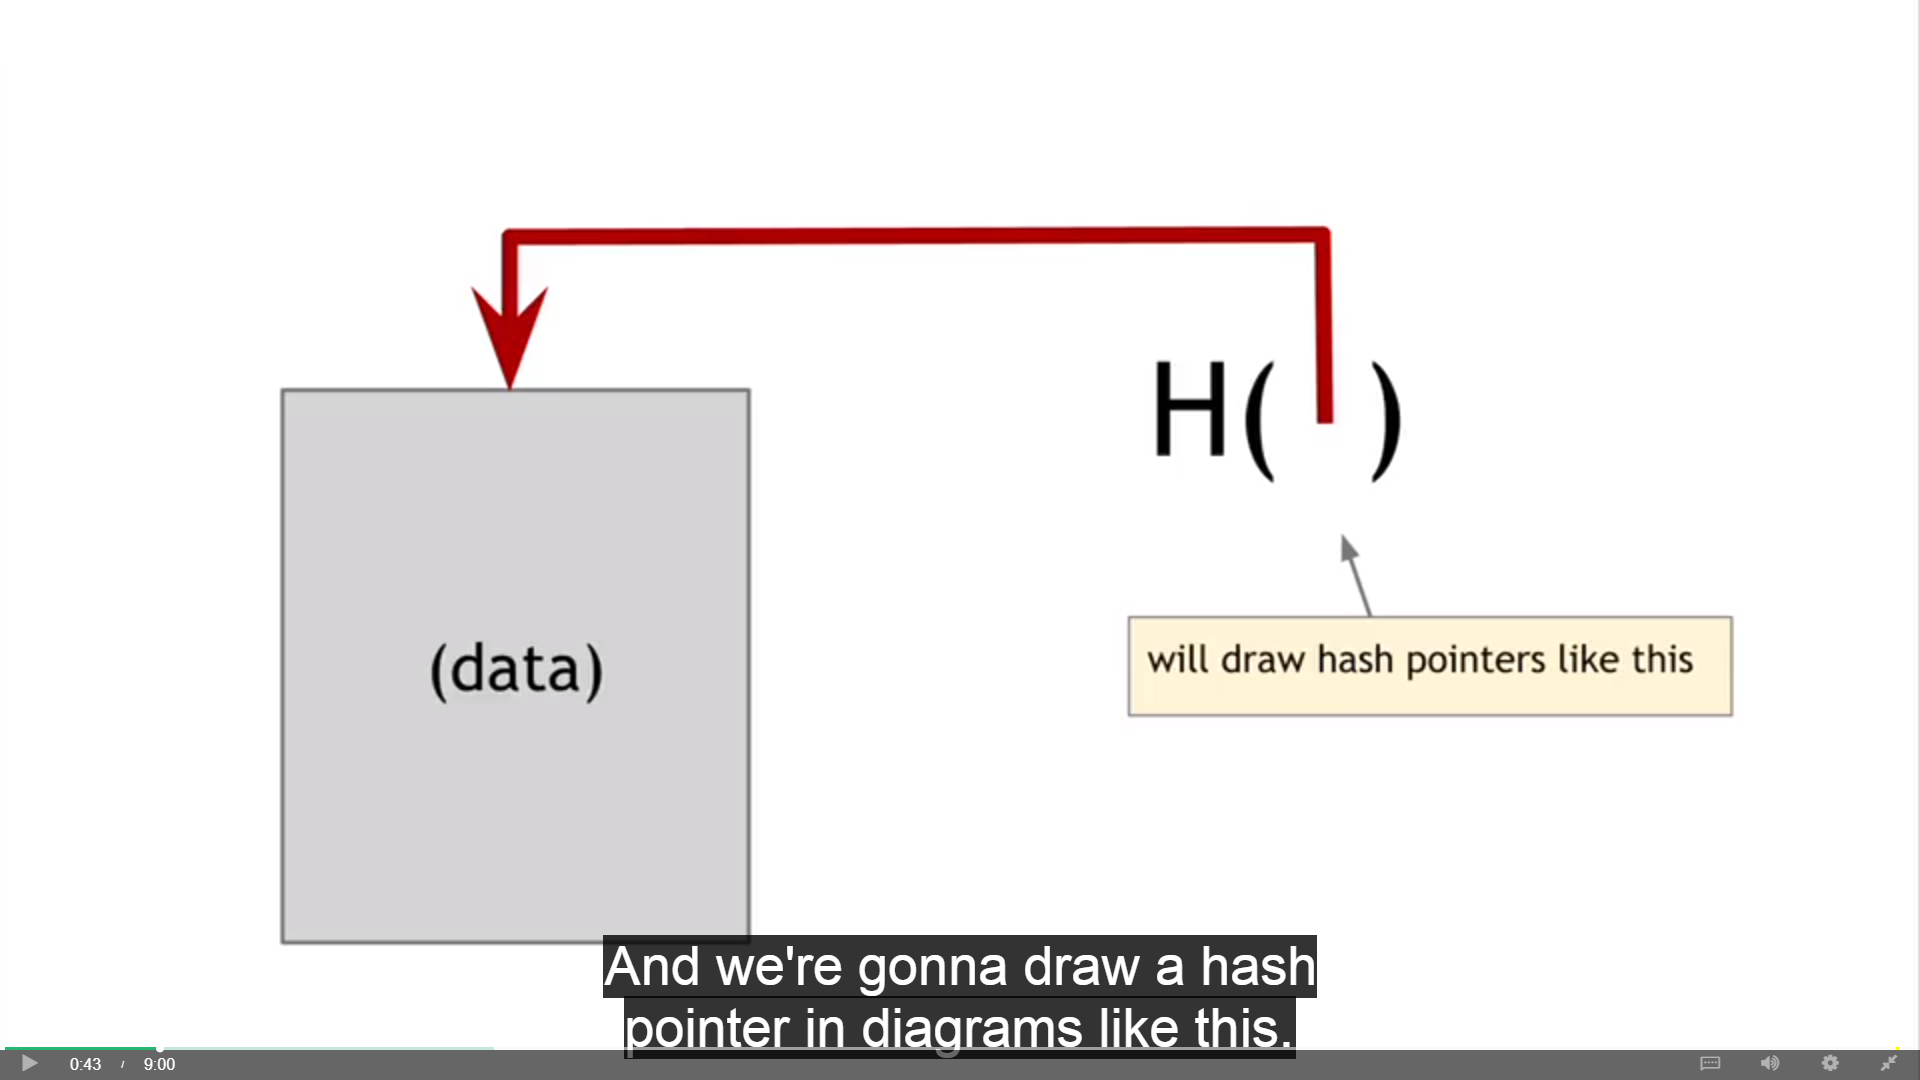 H( )
(data)
will draw hash pointers like this
And we're gonna draw a hash
pointer in diagrams like this.
0:43 / 9:00